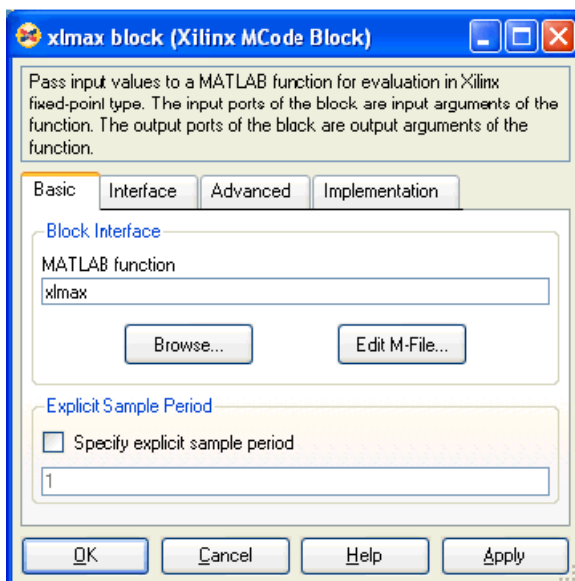 xlmax block (Xilinx MCode Block)
Pass input values to a MATLAB function for evaluation in Xilinx
fixed-point type. The input ports of the block are input arguments of the
function. The output ports of the block are output arguments of the
function.
Basic Interface Advanced Implementation
Block Interface
MATLAB function
xlmax
Browse... Edit M-File...
Explicit Sample Period
Specify explicit sample period
1
OK Cancel Help Apply